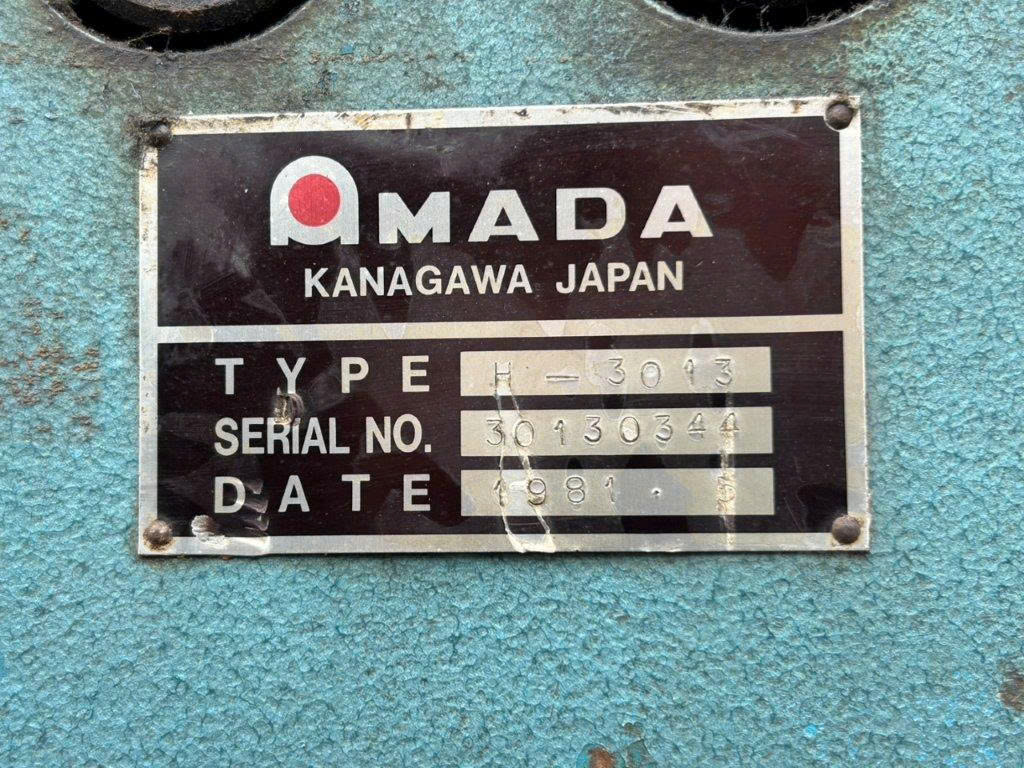 AMADA
KANAGAWA JAPAN
TYPE H-3013
SERIAL NO. 30130344
DATE 1981.